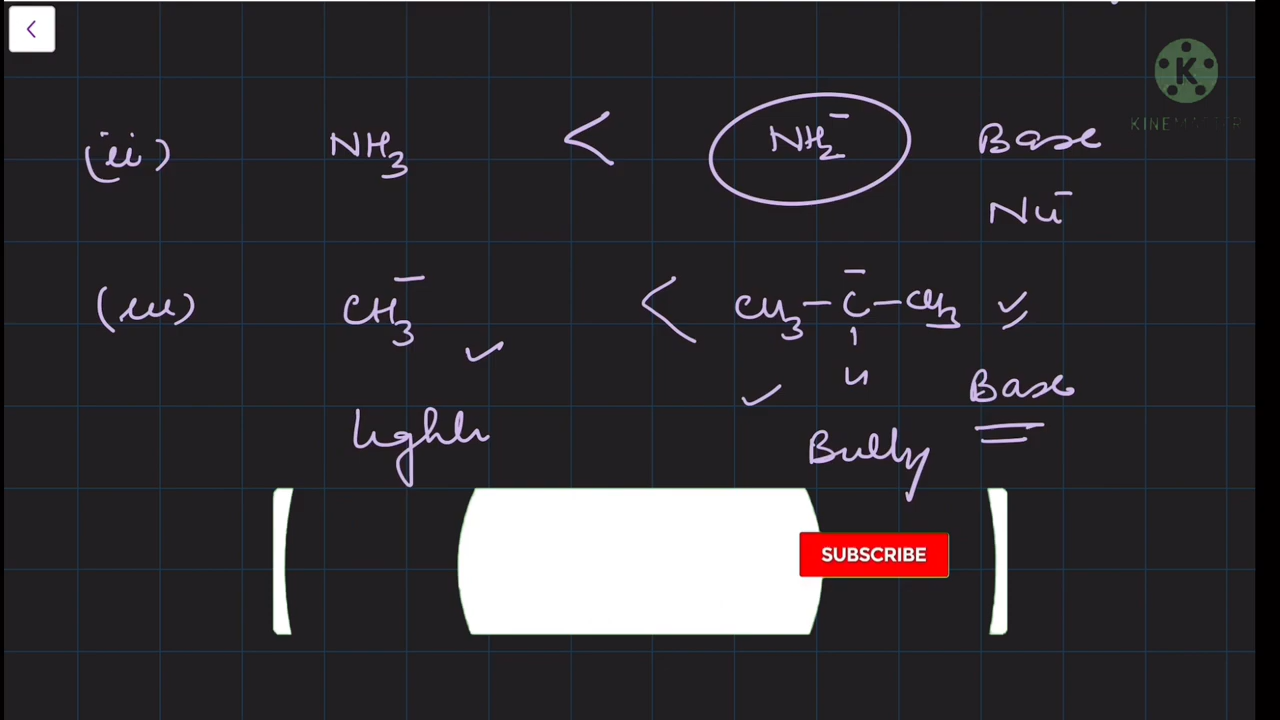 KINEMASTER
(ii) NH₃ < NH₂⁻ Base
Nu⁻
(iii) CH₃⁻ < CH₃–C⁻–CH₃
H
Base
Bulky
SUBSCRIBE